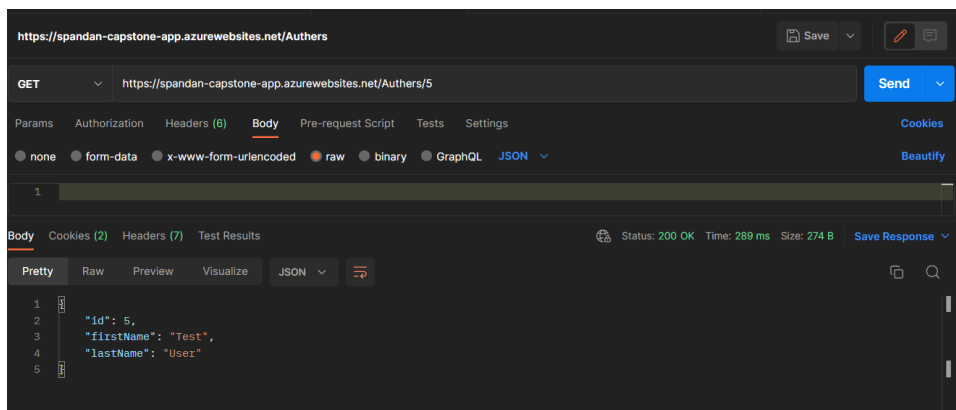 https://spandan-capstone-app.azurewebsites.net/Authers Save
GET https://spandan-capstone-app.azurewebsites.net/Authers/5 Send
Params Authorization Headers (6) Body Pre-request Script Tests Settings Cookies
none form-data x-www-form-urlencoded raw binary GraphQL JSON Beautify
1
Body Cookies (2) Headers (7) Test Results Status: 200 OK Time: 289 ms Size: 274 B Save Response
Pretty Raw Preview Visualize JSON
1 {
2 "id": 5,
3 "firstName": "Test",
4 "lastName": "User"
5 }